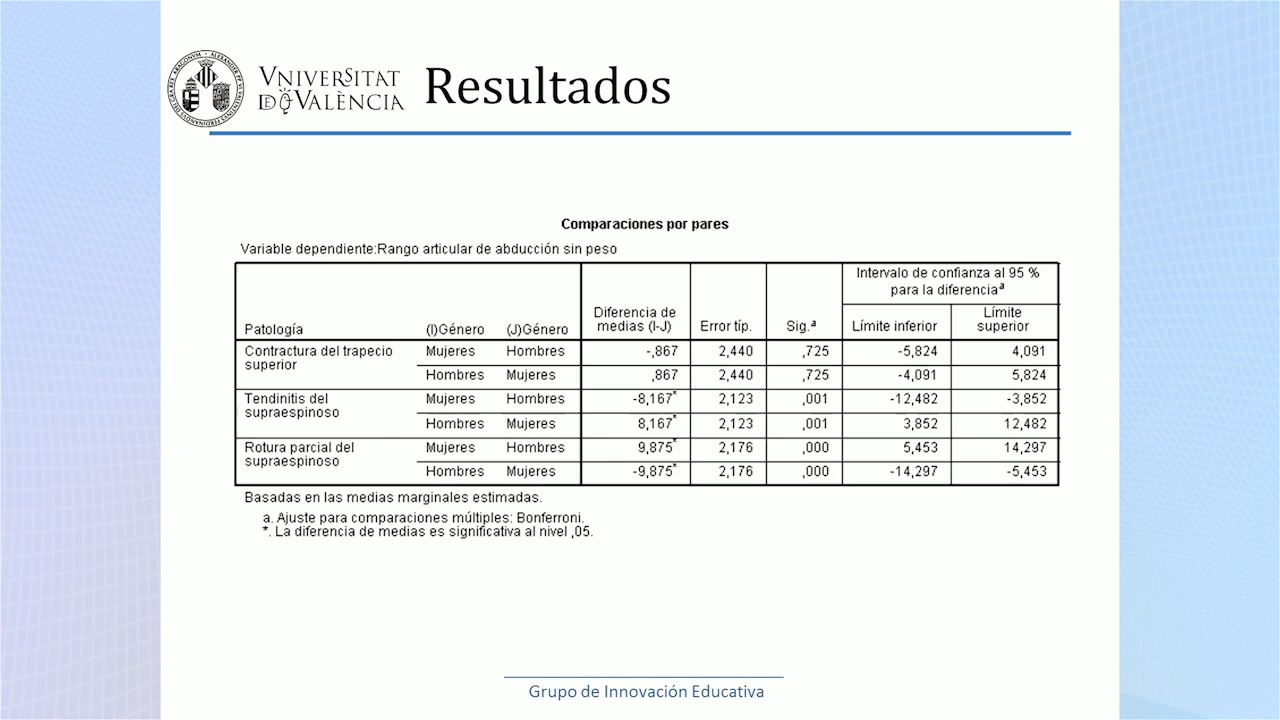 VNIVERSITAT
DE VALÈNCIA
Resultados
Comparaciones por pares
Variable dependiente:Rango articular de abducción sin peso
Patología (I)Género (J)Género Diferencia de medias (I-J) Error típ. Sig.a Intervalo de confianza al 95 % para la diferenciaa
Límite inferior Límite superior
Contractura del trapecio superior Mujeres Hombres -,867 2,440 ,725 -5,824 4,091
Hombres Mujeres ,867 2,440 ,725 -4,091 5,824
Tendinitis del supraespinoso Mujeres Hombres -8,167* 2,123 ,001 -12,482 -3,852
Hombres Mujeres 8,167* 2,123 ,001 3,852 12,482
Rotura parcial del supraespinoso Mujeres Hombres 9,875* 2,176 ,000 5,453 14,297
Hombres Mujeres -9,875* 2,176 ,000 -14,297 -5,453
Basadas en las medias marginales estimadas.
a. Ajuste para comparaciones múltiples: Bonferroni.
*. La diferencia de medias es significativa al nivel ,05.
Grupo de Innovación Educativa